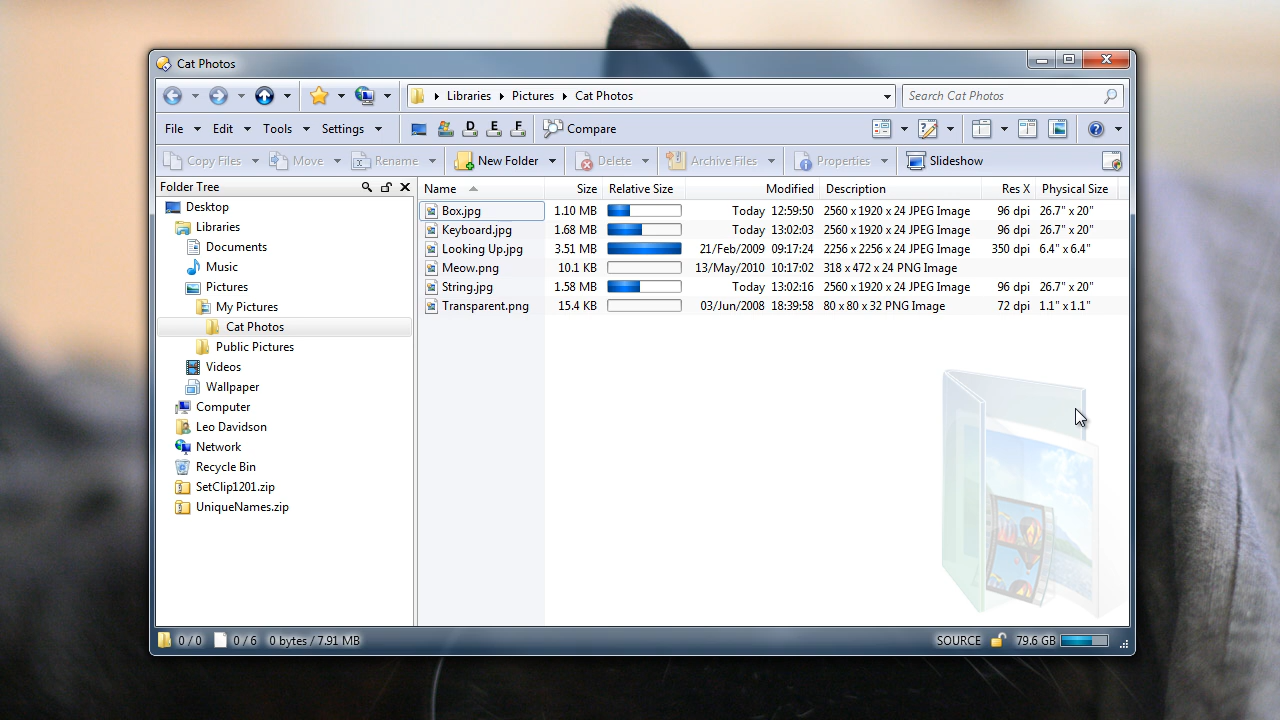 Cat Photos
Libraries Pictures Cat Photos Search Cat Photos
File Edit Tools Settings D E F Compare
Copy Files Move Rename New Folder Delete Archive Files Properties Slideshow
Folder Tree
Desktop
Libraries
Documents
Music
Pictures
My Pictures
Cat Photos
Public Pictures
Videos
Wallpaper
Computer
Leo Davidson
Network
Recycle Bin
SetClip1201.zip
UniqueNames.zip
Name Size Relative Size Modified Description Res X Physical Size
Box.jpg 1.10 MB Today 12:59:50 2560 x 1920 x 24 JPEG Image 96 dpi 26.7" x 20"
Keyboard.jpg 1.68 MB Today 13:02:03 2560 x 1920 x 24 JPEG Image 96 dpi 26.7" x 20"
Looking Up.jpg 3.51 MB 21/Feb/2009 09:17:24 2256 x 2256 x 24 JPEG Image 350 dpi 6.4" x 6.4"
Meow.png 10.1 KB 13/May/2010 10:17:02 318 x 472 x 24 PNG Image
String.jpg 1.58 MB Today 13:02:16 2560 x 1920 x 24 JPEG Image 96 dpi 26.7" x 20"
Transparent.png 15.4 KB 03/Jun/2008 18:39:58 80 x 80 x 32 PNG Image 72 dpi 1.1" x 1.1"
0 / 0 0 / 6 0 bytes / 7.91 MB SOURCE 79.6 GB